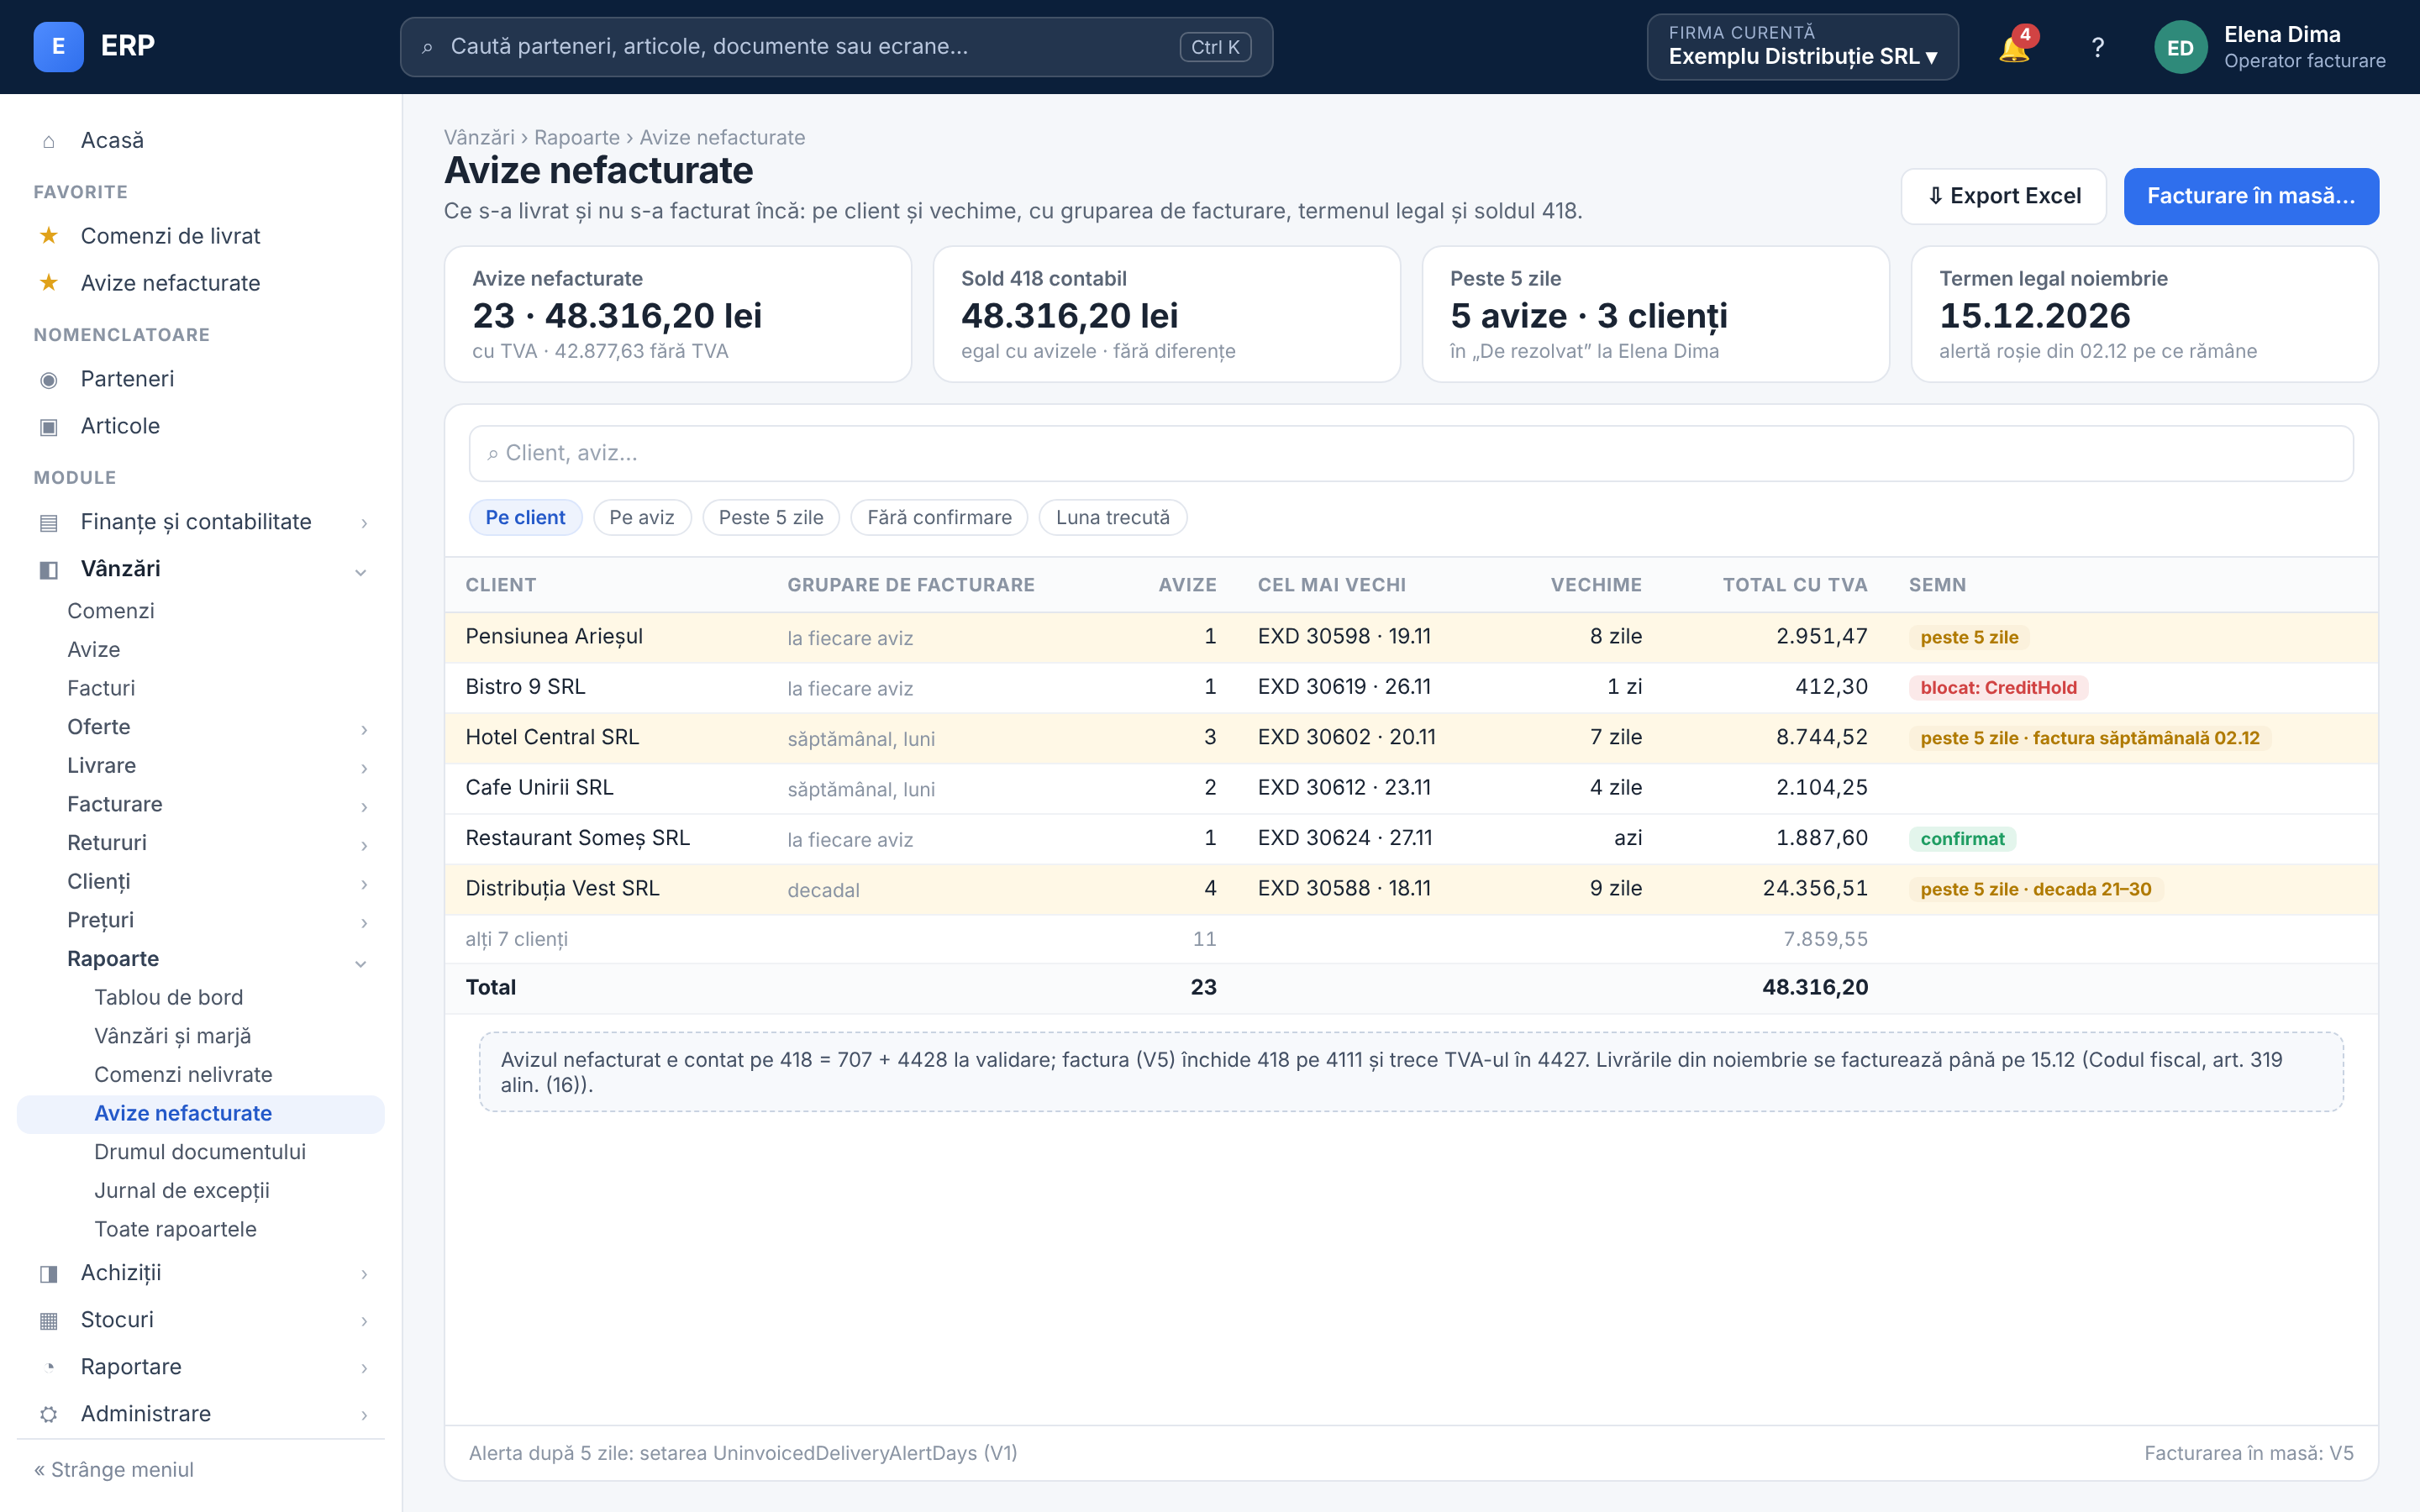 E ERP
Caută parteneri, articole, documente sau ecrane...
Ctrl K
FIRMA CURENTĂ
Exemplu Distribuție SRL ▾
4
?
ED
Elena Dima
Operator facturare
Acasă
FAVORITE
★ Comenzi de livrat
★ Avize nefacturate
NOMENCLATOARE
Parteneri
Articole
MODULE
Finanțe și contabilitate
Vânzări
Comenzi
Avize
Facturi
Oferte
Livrare
Facturare
Retururi
Clienți
Prețuri
Rapoarte
Tablou de bord
Vânzări și marjă
Comenzi nelivrate
Avize nefacturate
Drumul documentului
Jurnal de excepții
Toate rapoartele
Achiziții
Stocuri
Raportare
Administrare
« Strânge meniul
Vânzări › Rapoarte › Avize nefacturate
Avize nefacturate
Ce s-a livrat și nu s-a facturat încă: pe client și vechime, cu gruparea de facturare, termenul legal și soldul 418.
⇩ Export Excel
Facturare în masă...
Avize nefacturate
23 · 48.316,20 lei
cu TVA · 42.877,63 fără TVA
Sold 418 contabil
48.316,20 lei
egal cu avizele · fără diferențe
Peste 5 zile
5 avize · 3 clienți
în „De rezolvat” la Elena Dima
Termen legal noiembrie
15.12.2026
alertă roșie din 02.12 pe ce rămâne
Client, aviz...
Pe client Pe aviz Peste 5 zile Fără confirmare Luna trecută
CLIENT GRUPARE DE FACTURARE AVIZE CEL MAI VECHI VECHIME TOTAL CU TVA SEMN
Pensiunea Arieșul la fiecare aviz 1 EXD 30598 · 19.11 8 zile 2.951,47 peste 5 zile
Bistro 9 SRL la fiecare aviz 1 EXD 30619 · 26.11 1 zi 412,30 blocat: CreditHold
Hotel Central SRL săptămânal, luni 3 EXD 30602 · 20.11 7 zile 8.744,52 peste 5 zile · factura săptămânală 02.12
Cafe Unirii SRL săptămânal, luni 2 EXD 30612 · 23.11 4 zile 2.104,25
Restaurant Someș SRL la fiecare aviz 1 EXD 30624 · 27.11 azi 1.887,60 confirmat
Distribuția Vest SRL decadal 4 EXD 30588 · 18.11 9 zile 24.356,51 peste 5 zile · decada 21–30
alți 7 clienți 11 7.859,55
Total 23 48.316,20
Avizul nefacturat e contat pe 418 = 707 + 4428 la validare; factura (V5) închide 418 pe 4111 și trece TVA-ul în 4427. Livrările din noiembrie se facturează până pe 15.12 (Codul fiscal, art. 319
alin. (16)).
Alerta după 5 zile: setarea UninvoicedDeliveryAlertDays (V1)
Facturarea în masă: V5